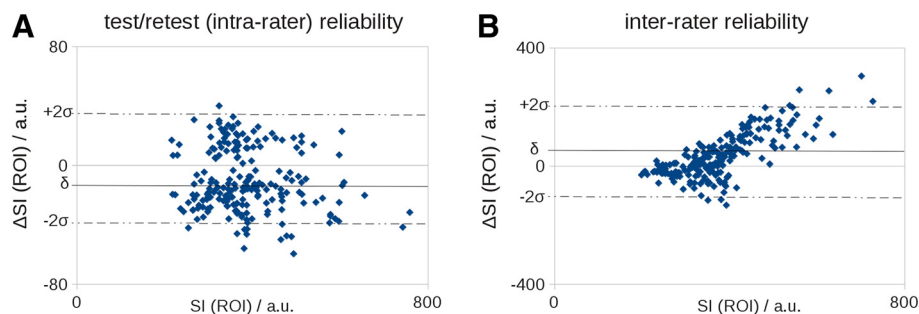 A test/retest (intra-rater) reliability
80
+2σ
0
δ
-2σ
-80
ΔSI (ROI) / a.u.
0 SI (ROI) / a.u. 800
B inter-rater reliability
400
+2σ
δ
0
-2σ
-400
ΔSI (ROI) / a.u.
0 SI (ROI) / a.u. 800